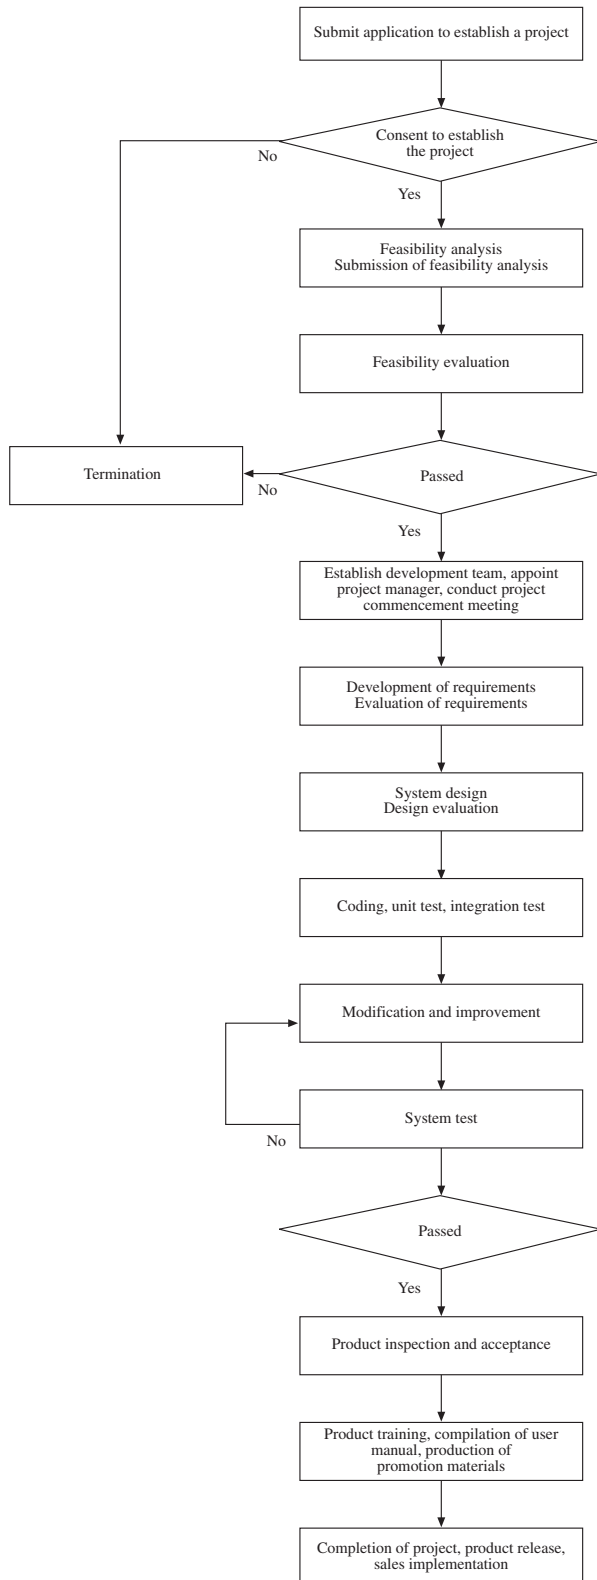 Submit application to establish a project
Consent to establish
the project
No
Yes
Feasibility analysis
Submission of feasibility analysis
Feasibility evaluation
Termination
Passed
No
Yes
Establish development team, appoint
project manager, conduct project
commencement meeting
Development of requirements
Evaluation of requirements
System design
Design evaluation
Coding, unit test, integration test
Modification and improvement
System test
No
Passed
Yes
Product inspection and acceptance
Product training, compilation of user
manual, production of
promotion materials
Completion of project, product release,
sales implementation